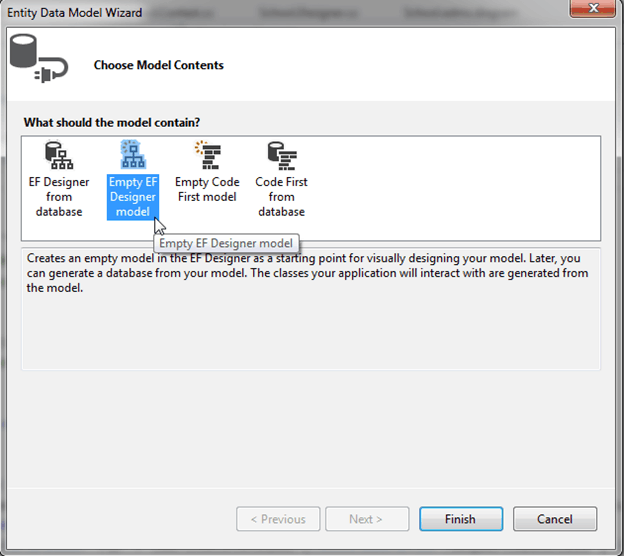 Entity Data Model Wizard
Choose Model Contents
What should the model contain?
EF Designer
from
database
Empty EF
Designer
model
Empty Code
First model
Code First
from
database
Empty EF Designer model
Creates an empty model in the EF Designer as a starting point for visually designing your model. Later, you
can generate a database from your model. The classes your application will interact with are generated from
the model.
< Previous
Next >
Finish
Cancel